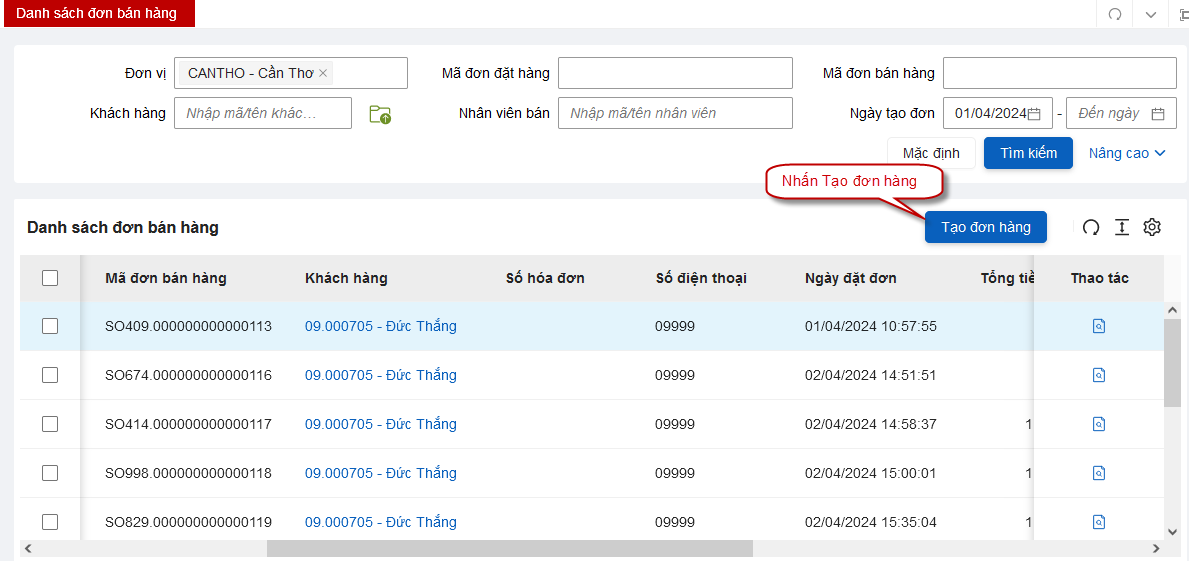 Danh sách đơn bán hàng
Đơn vị CANTHO - Cần Thơ × Mã đơn đặt hàng Mã đơn bán hàng
Khách hàng Nhập mã/tên khác... Nhân viên bán Nhập mã/tên nhân viên Ngày tạo đơn 01/04/2024 - Đến ngày
Mặc định Tìm kiếm Nâng cao
Nhấn Tạo đơn hàng
Danh sách đơn bán hàng Tạo đơn hàng
Mã đơn bán hàng Khách hàng Số hóa đơn Số điện thoại Ngày đặt đơn Tổng tiề Thao tác
SO409.000000000000113 09.000705 - Đức Thắng 09999 01/04/2024 10:57:55
SO674.000000000000116 09.000705 - Đức Thắng 09999 02/04/2024 14:51:51
SO414.000000000000117 09.000705 - Đức Thắng 09999 02/04/2024 14:58:37 1
SO998.000000000000118 09.000705 - Đức Thắng 09999 02/04/2024 15:00:01 1
SO829.000000000000119 09.000705 - Đức Thắng 09999 02/04/2024 15:35:04 1